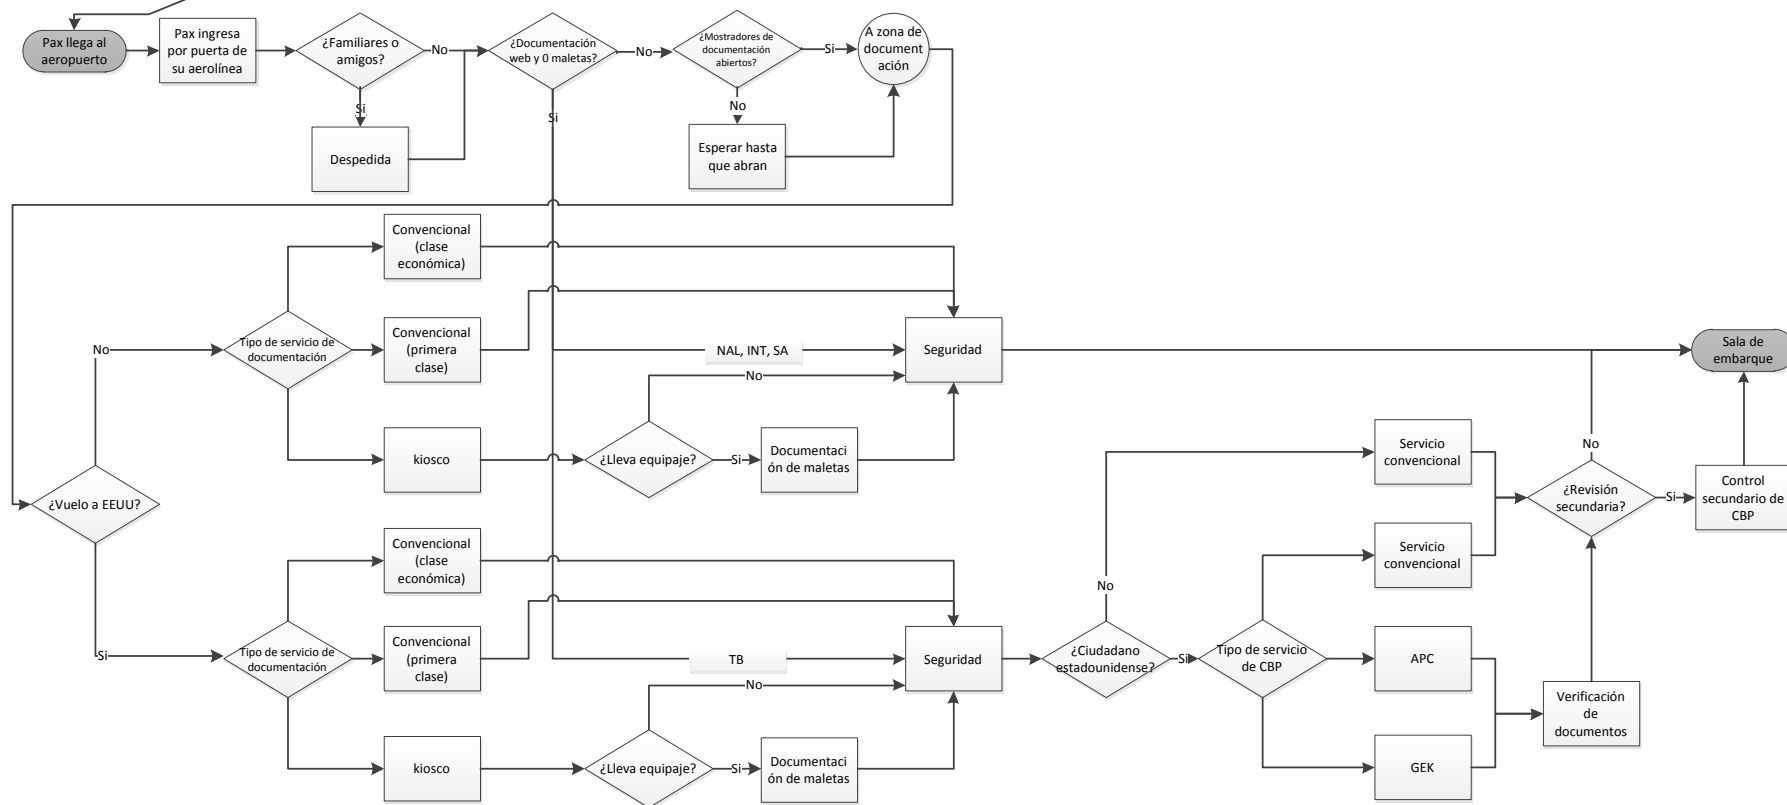 Pax llega al
aeropuerto
Pax ingresa
por puerta de
su aerolínea
¿Familiares o
amigos?
No
Si
Despedida
¿Documentación
web y 0 maletas?
No
Si
¿Mostradores de
documentación
abiertos?
Si
No
Esperar hasta
que abran
A zona de
document
ación
¿Vuelo a EEUU?
No
Tipo de servicio de
documentación
Convencional
(clase
económica)
Convencional
(primera
clase)
kiosco
¿Lleva equipaje?
No
Si
Documentaci
ón de maletas
NAL, INT, SA
Seguridad
Sala de
embarque
Si
Tipo de servicio de
documentación
Convencional
(clase
económica)
Convencional
(primera
clase)
kiosco
¿Lleva equipaje?
No
Si
Documentaci
ón de maletas
TB
Seguridad
¿Ciudadano
estadounidense?
No
Si
Tipo de servicio
de CBP
Servicio
convencional
Servicio
convencional
APC
GEK
Verificación
de
documentos
¿Revisión
secundaria?
No
Si
Control
secundario de
CBP